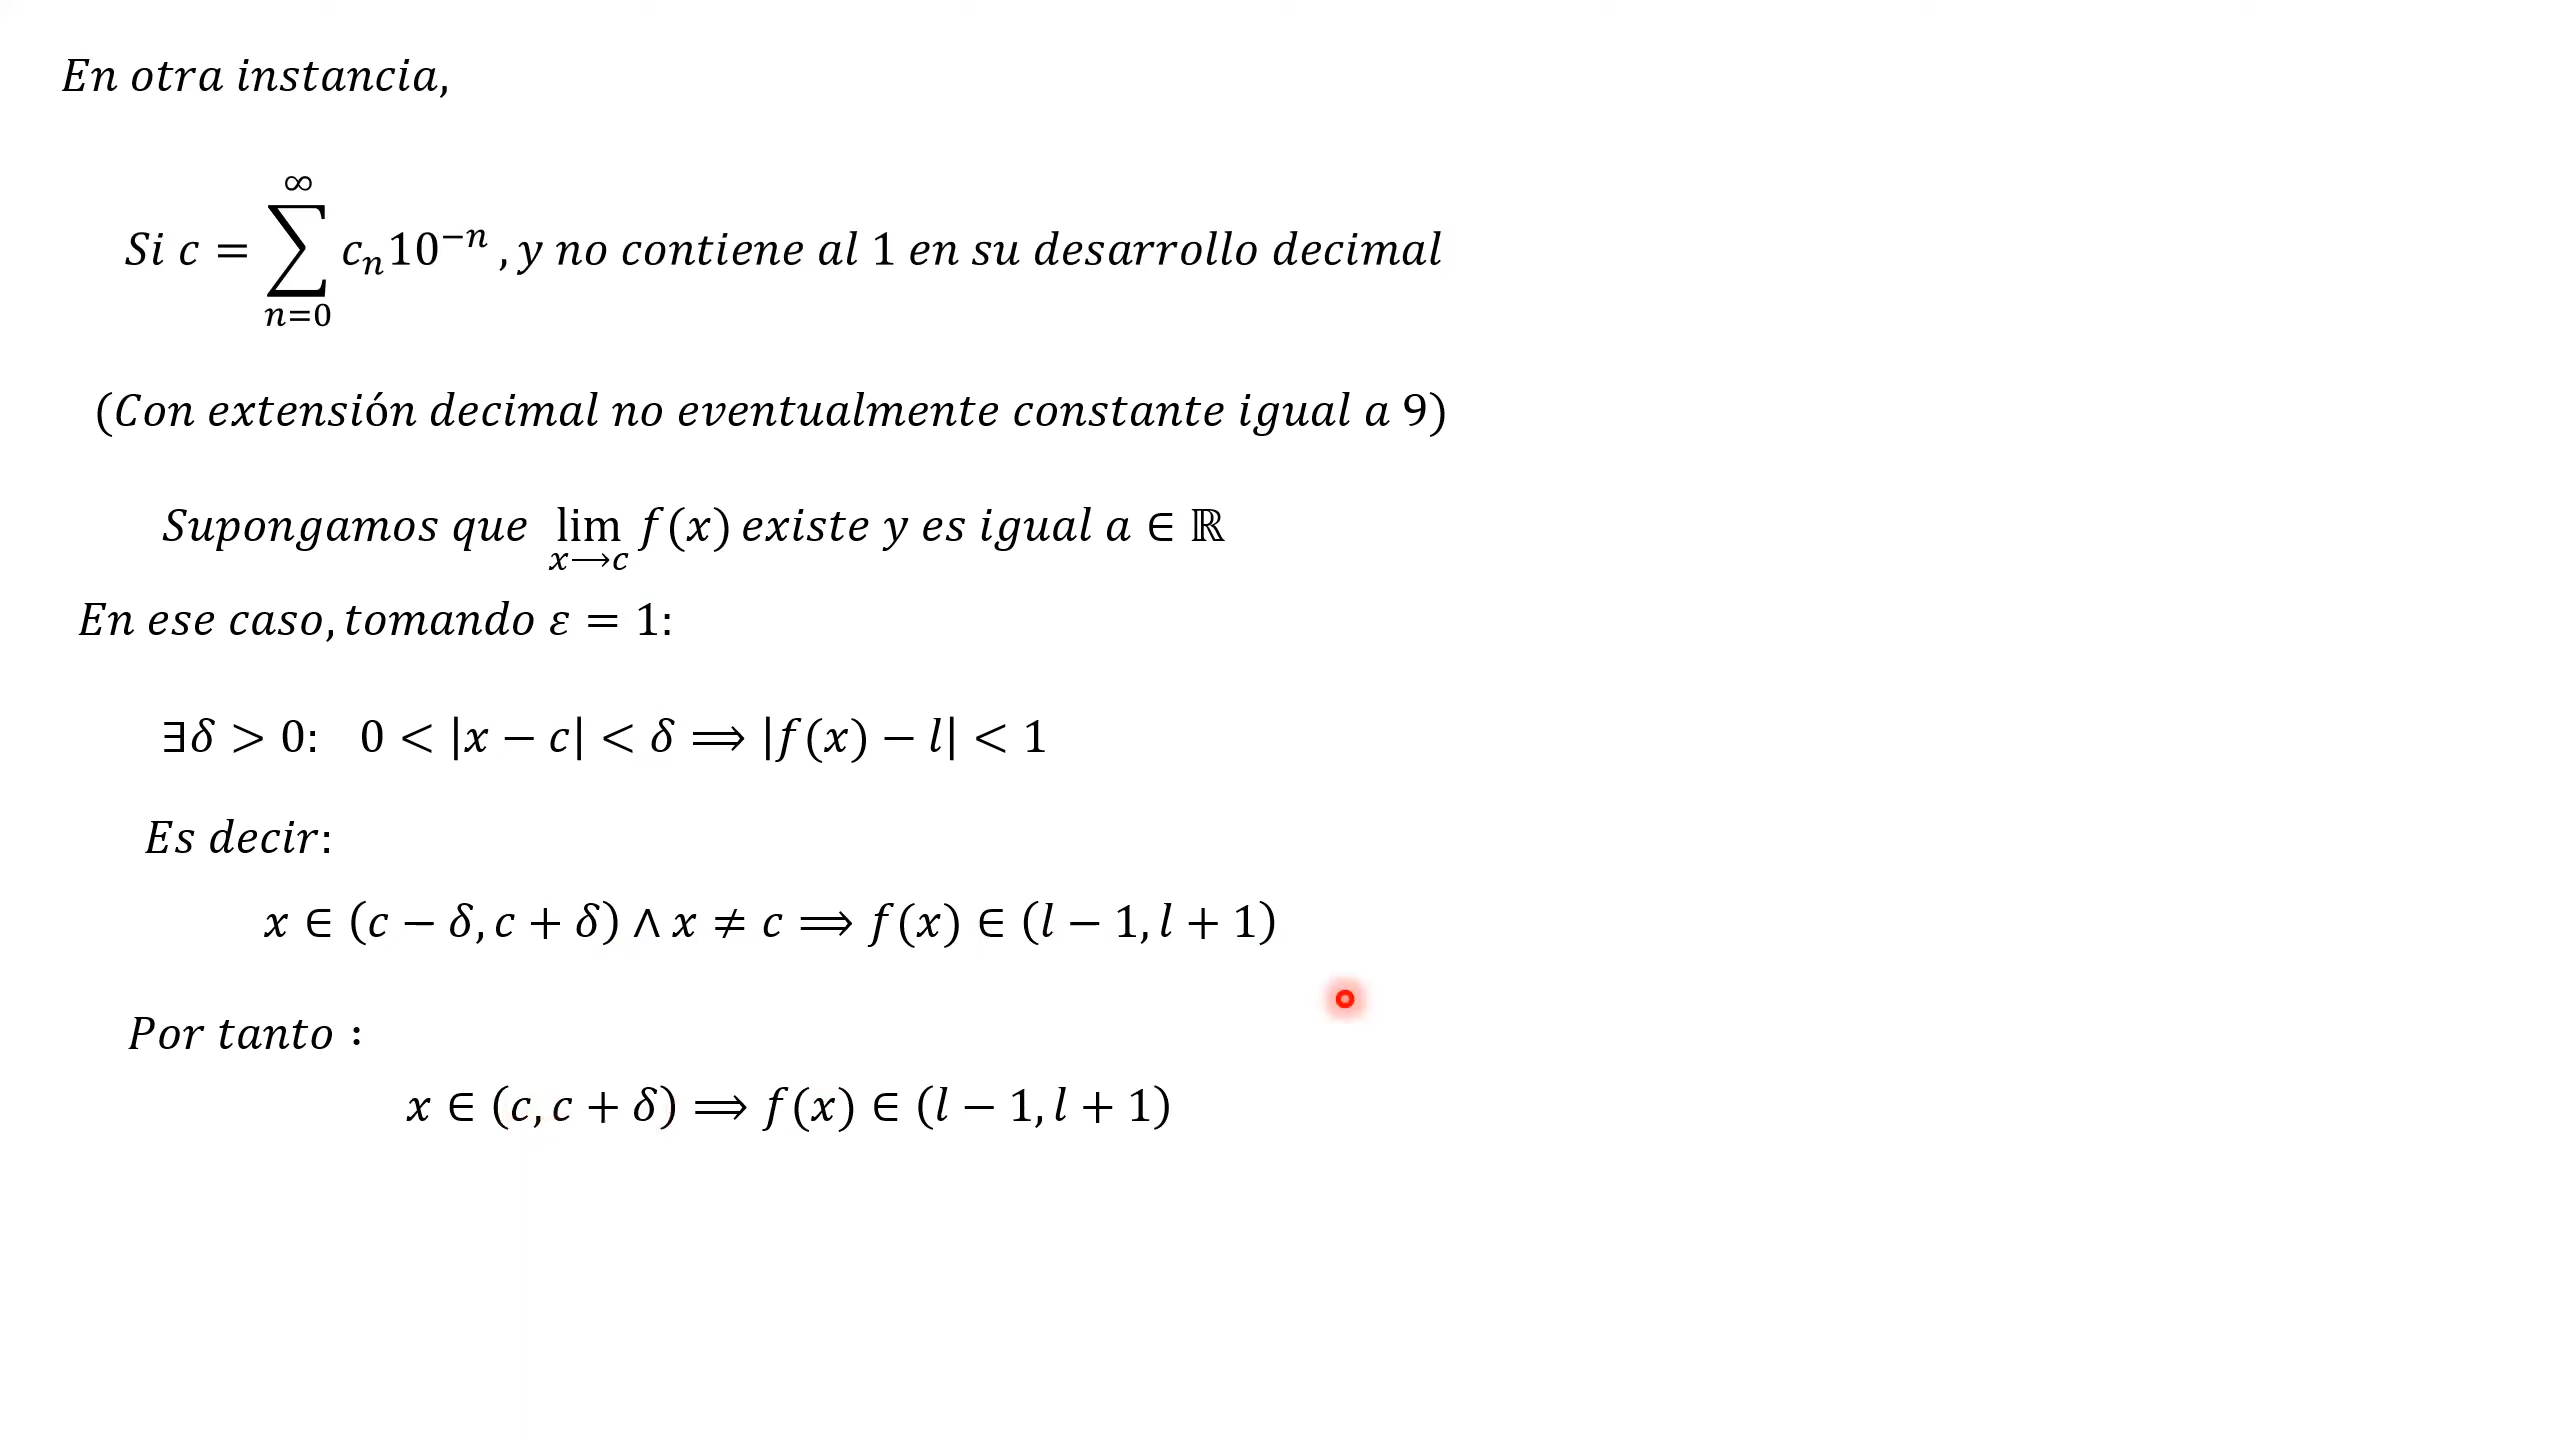 En otra instancia,
Si c = ∑_{n=0}^{∞} c_n 10^{−n} , y no contiene al 1 en su desarrollo decimal
(Con extensión decimal no eventualmente constante igual a 9)
Supongamos que lim_{x⟶c} f(x) existe y es igual a ∈ ℝ
En ese caso, tomando ε = 1:
∃δ > 0: 0 < |x − c| < δ ⟹ |f(x) − l| < 1
Es decir:
x ∈ (c − δ, c + δ) ∧ x ≠ c ⟹ f(x) ∈ (l − 1, l + 1)
Por tanto :
x ∈ (c, c + δ) ⟹ f(x) ∈ (l − 1, l + 1)